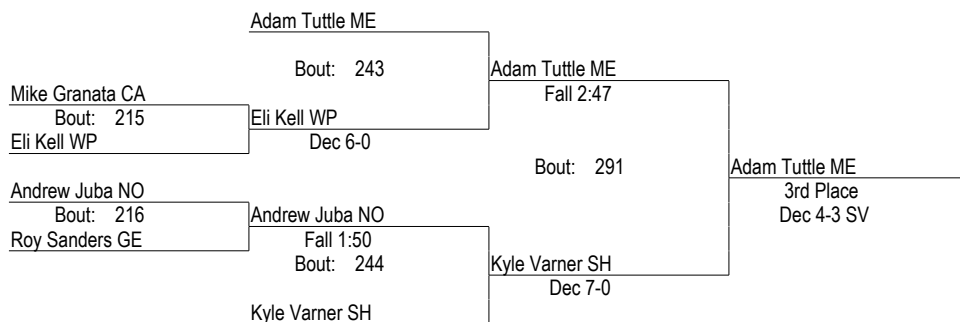 Adam Tuttle ME
Bout: 243
Adam Tuttle ME
Mike Granata CA
Fall 2:47
Bout: 215
Eli Kell WP
Eli Kell WP
Dec 6-0
Bout: 291
Adam Tuttle ME
Andrew Juba NO
3rd Place
Bout: 216
Andrew Juba NO
Dec 4-3 SV
Roy Sanders GE
Fall 1:50
Bout: 244
Kyle Varner SH
Dec 7-0
Kyle Varner SH